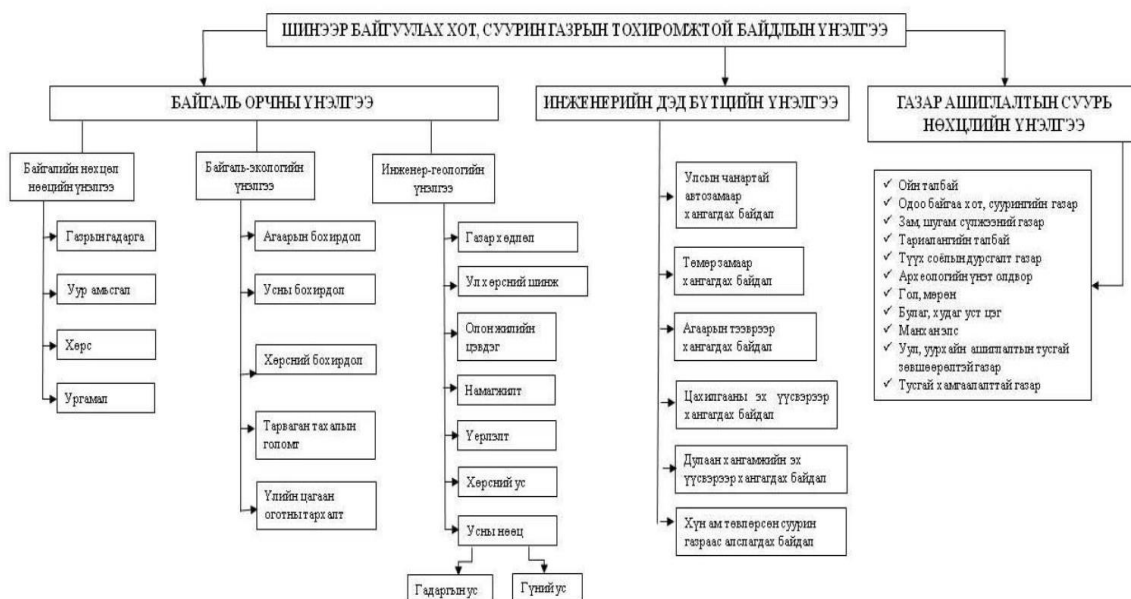 ШИНЭЭР БАЙГУУЛАХ ХОТ, СУУРИН ГАЗРЫН ТОХИРОМЖТОЙ БАЙДЛЫН ҮНЭЛГЭЭ
БАЙГАЛЬ ОРЧНЫ ҮНЭЛГЭЭ
Байгалийн нөхцөл
нөөцийн үнэлгээ
Газрын гадарга
Уур амьсгал
Хөрс
Ургамал
Байгаль-экологийн
үнэлгээ
Агаарын бохирдол
Усны бохирдол
Хөрсний бохирдол
Тарваган тахалын
голомт
Үлийн цагаан
оготны тархалт
Инженер-геологийн
үнэлгээ
Газар хөдлөл
Ул хөрсний шинж
Олон жилийн
цэвдэг
Намагжилт
Үерлэлт
Хөрсний ус
Усны нөөц
Гадаргын ус
Гүний ус
ИНЖЕНЕРИЙН ДЭД БҮТЦИЙН ҮНЭЛГЭЭ
Улсын чанартай
автозамаар
хангагдах байдал
Төмөр замаар
хангагдах байдал
Агаарын тээврээр
хангагдах байдал
Цахилгааны эх үүсвэрээр
хангагдах байдал
Дулаан хангамжийн эх
үүсвэрээр хангагдах байдал
Хүн ам төвлөрсөн суурин
газраас алслагдах байдал
ГАЗАР АШИГЛАЛТЫН СУУРЬ
НӨХЦЛИЙН ҮНЭЛГЭЭ
✓ Ойн талбай
✓ Одоо байгаа хот, суурингийн газар
✓ Зам, шугам сүлжээний газар
✓ Тариалангийн талбай
✓ Түүх соёлын дурсгалт газар
✓ Археологийн үнэт олдвор
✓ Гол, мөрөн
✓ Булаг, худаг уст цэг
✓ Манхан элс
✓ Уул, уурхайн ашиглалтын тусгай
зөвшөөрөлтэй газар
✓ Тусгай хамгаалалттай газар